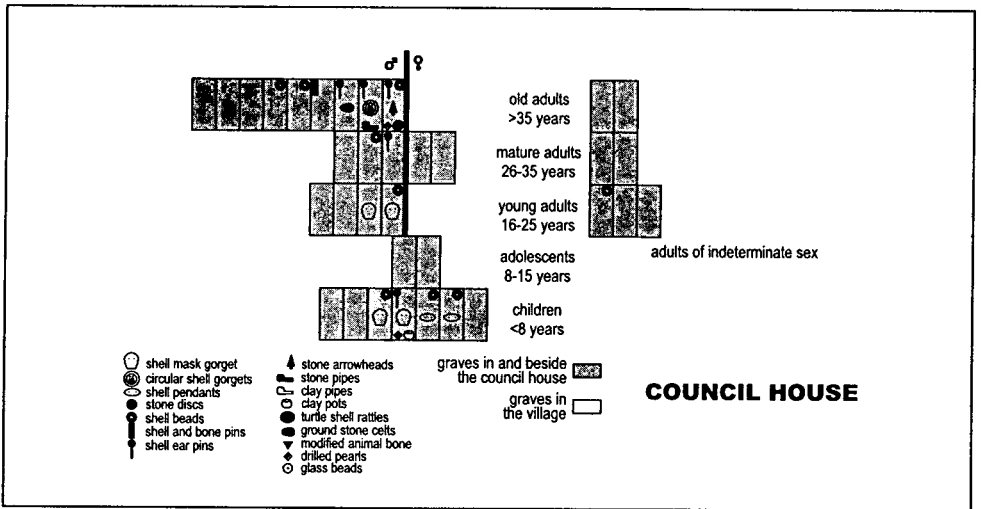 ♂ ♀
old adults
>35 years
mature adults
26-35 years
young adults
16-25 years
adults of indeterminate sex
adolescents
8-15 years
children
<8 years
shell mask gorget
circular shell gorgets
shell pendants
stone discs
shell beads
shell and bone pins
shell ear pins
stone arrowheads
stone pipes
clay pipes
clay pots
turtle shell rattles
ground stone celts
modified animal bone
drilled pearls
glass beads
graves in and beside
the council house
graves in
the village
COUNCIL HOUSE